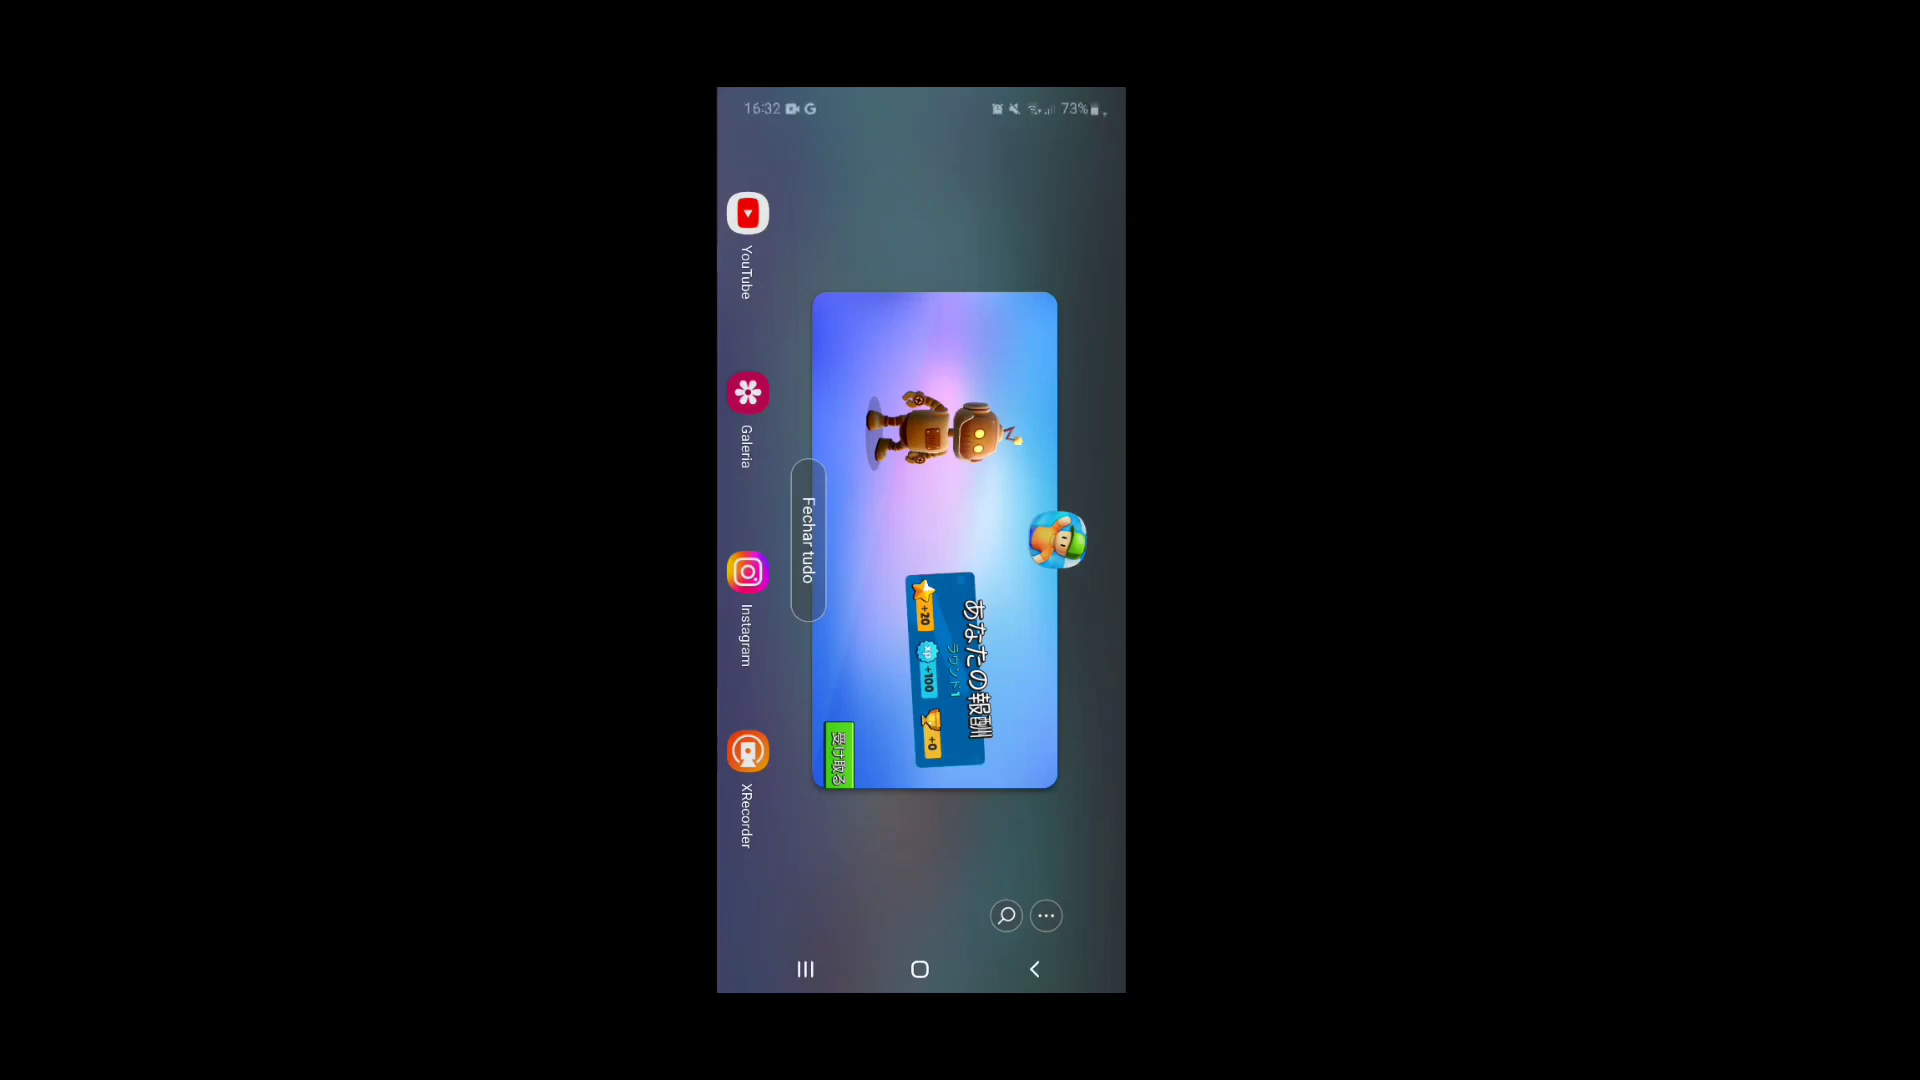 16:32
73%
YouTube
Galeria
Instagram
XRecorder
Fechar tudo
あなたの報酬
ラウンド1
+20
xp +100
+0
受け取る